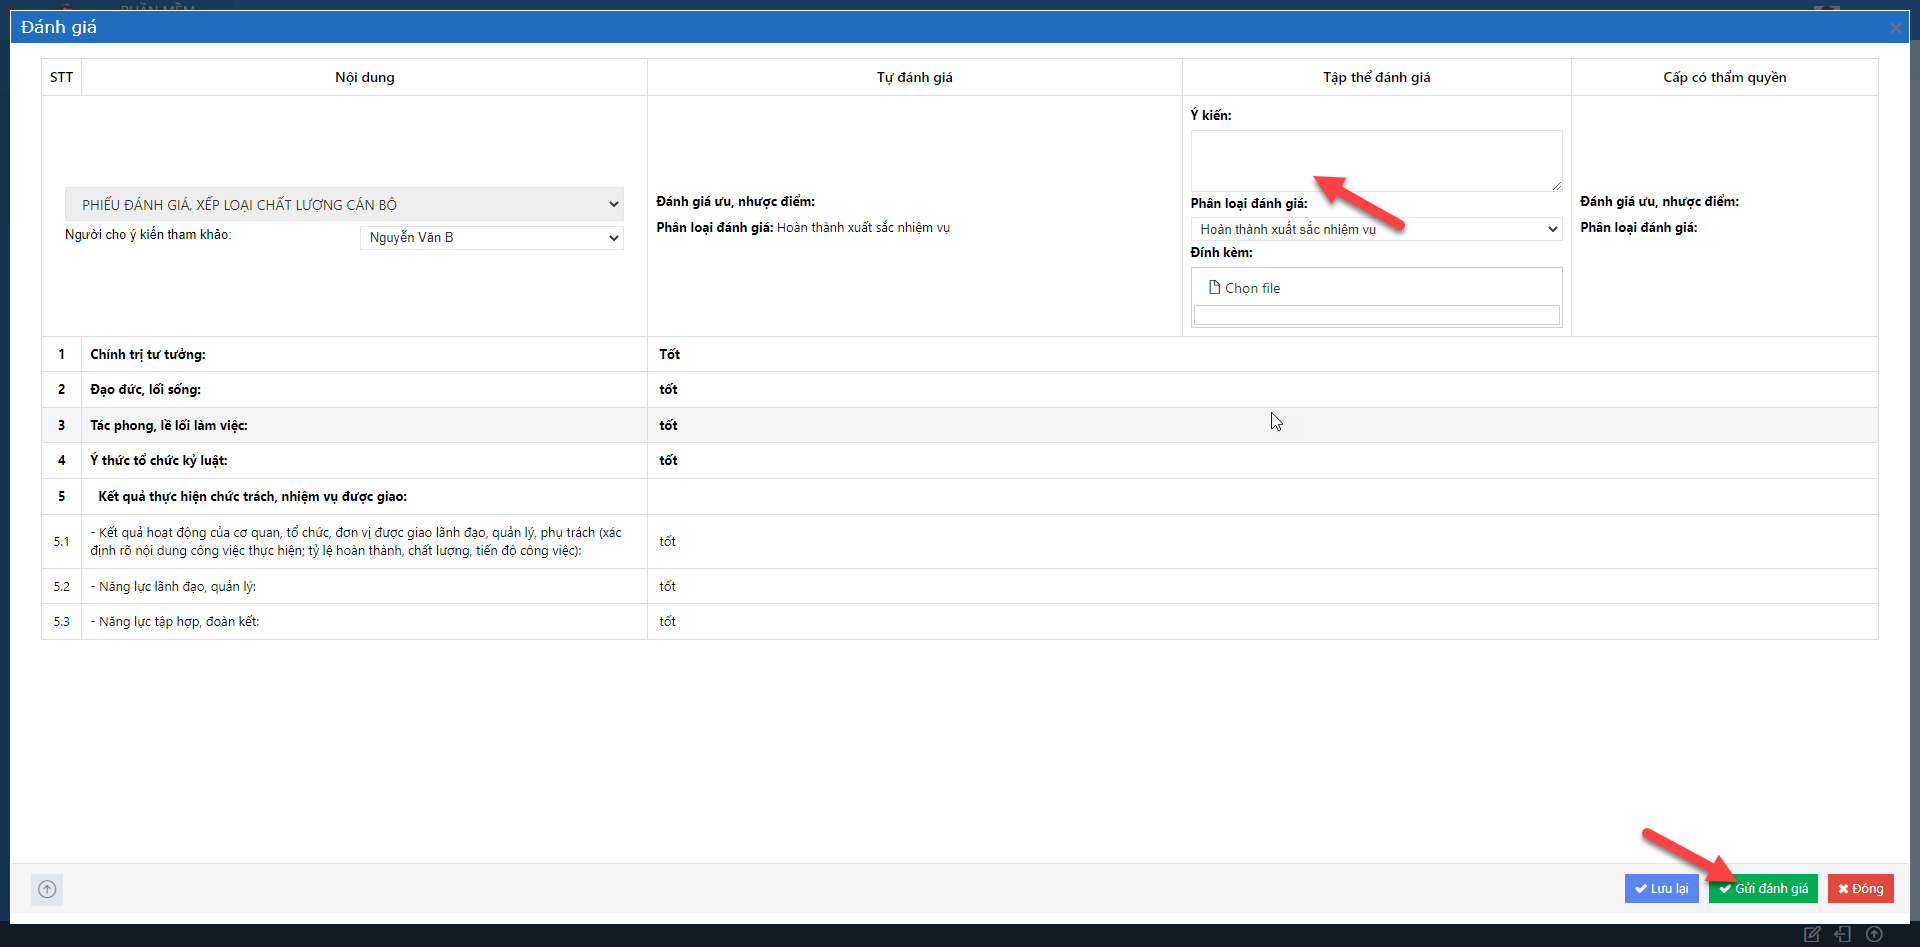 PHẦN MỀM
Đánh giá
STT Nội dung Tự đánh giá Tập thể đánh giá Cấp có thẩm quyền
PHIẾU ĐÁNH GIÁ, XẾP LOẠI CHẤT LƯỢNG CÁN BỘ
Người cho ý kiến tham khảo: Nguyễn Văn B
Đánh giá ưu, nhược điểm:
Phân loại đánh giá: Hoàn thành xuất sắc nhiệm vụ
Ý kiến:
Phân loại đánh giá:
Hoàn thành xuất sắc nhiệm vụ
Đính kèm:
Chọn file
Đánh giá ưu, nhược điểm:
Phân loại đánh giá:
1 Chính trị tư tưởng: Tốt
2 Đạo đức, lối sống: tốt
3 Tác phong, lề lối làm việc: tốt
4 Ý thức tổ chức kỷ luật: tốt
5 Kết quả thực hiện chức trách, nhiệm vụ được giao:
5.1 - Kết quả hoạt động của cơ quan, tổ chức, đơn vị được giao lãnh đạo, quản lý, phụ trách (xác
định rõ nội dung công việc thực hiện; tỷ lệ hoàn thành, chất lượng, tiến độ công việc): tốt
5.2 - Năng lực lãnh đạo, quản lý: tốt
5.3 - Năng lực tập hợp, đoàn kết: tốt
Lưu lại Gửi đánh giá Đóng